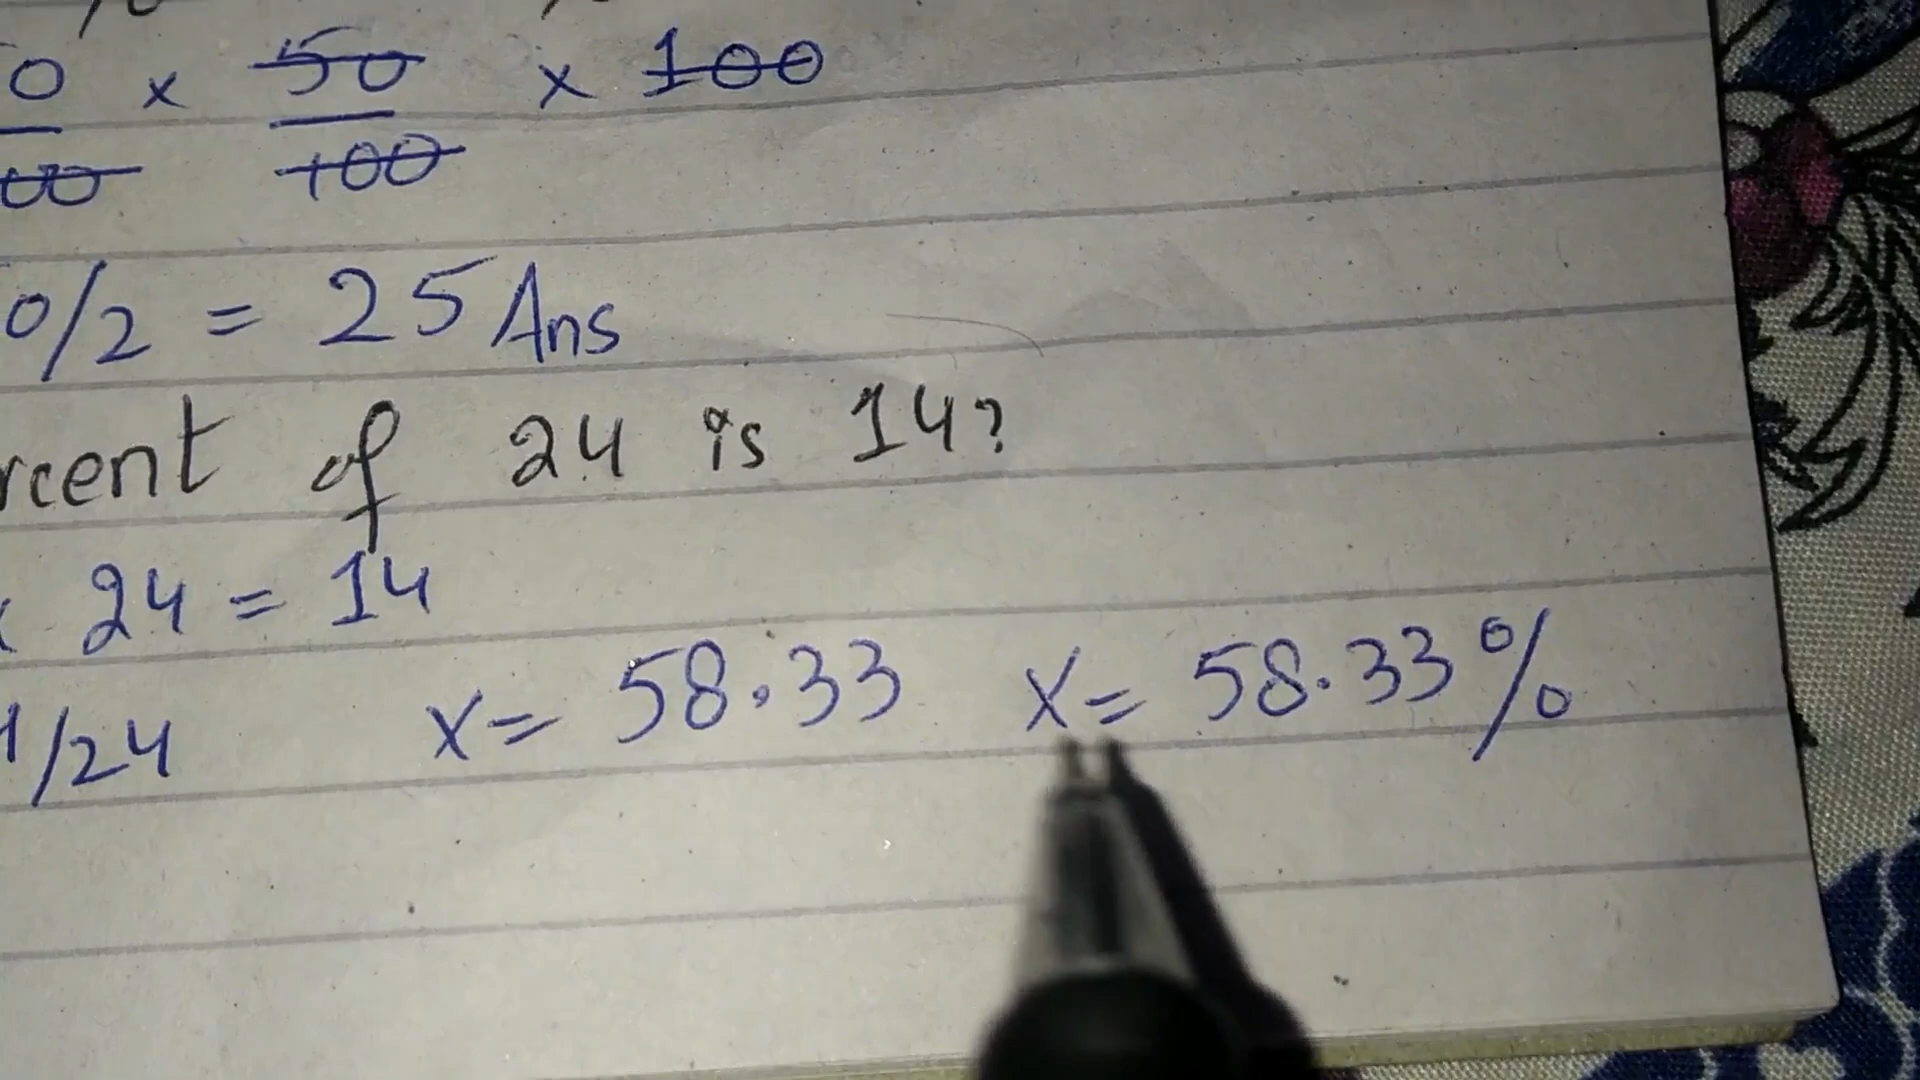 0 × 50 × 100
00 100
0/2 = 25 Ans
rcent of 24 is 14?
24 = 14
/24 x = 58.33 x = 58.33%